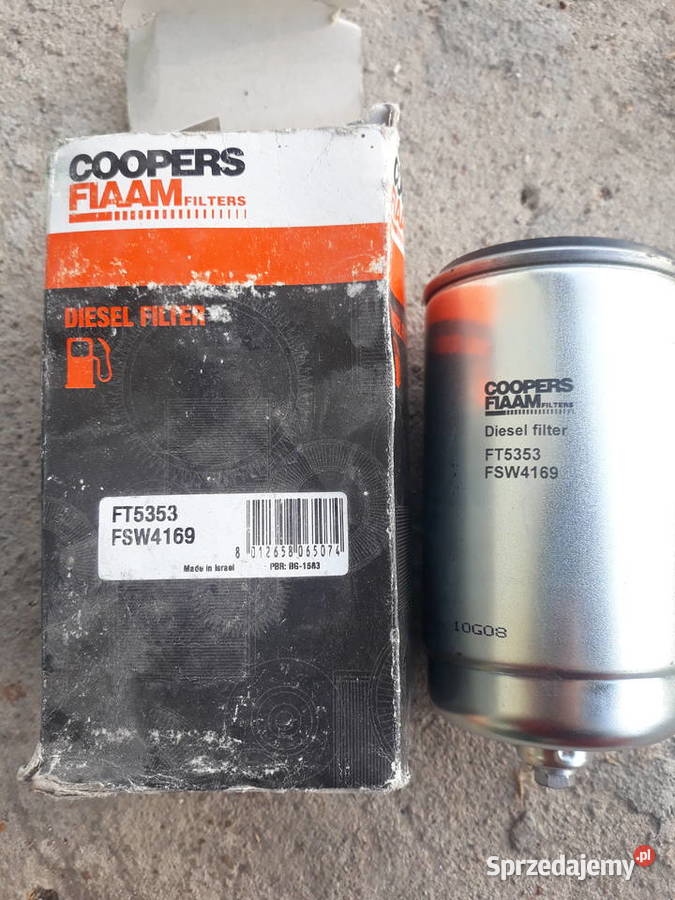 COOPERS
FIAAM FILTERS
DIESEL FILTER
FT5353
FSW4169
8 012658 065074
Made in Israel
PBR: BG-1583
COOPERS
FIAAM FILTERS
Diesel filter
FT5353
FSW4169
10G08
Sprzedajemy.pl